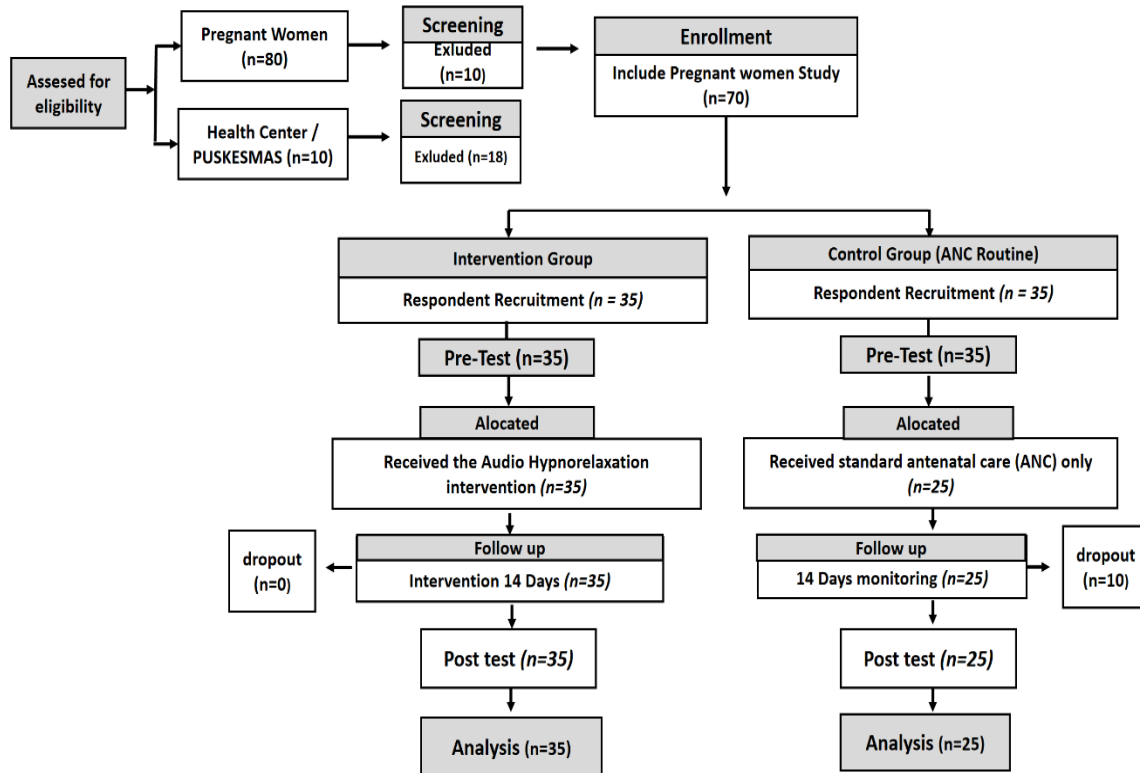 Assesed for
eligibility
Pregnant Women
(n=80)
Screening
Exluded
(n=10)
Enrollment
Include Pregnant women Study
(n=70)
Health Center /
PUSKESMAS (n=10)
Screening
Exluded (n=18)
Intervention Group
Respondent Recruitment (n = 35)
Pre-Test (n=35)
Alocated
Received the Audio Hypnorelaxation
intervention (n=35)
Follow up
Intervention 14 Days (n=35)
dropout
(n=0)
Post test (n=35)
Analysis (n=35)
Control Group (ANC Routine)
Respondent Recruitment (n = 35)
Pre-Test (n=35)
Alocated
Received standard antenatal care (ANC) only
(n=25)
Follow up
14 Days monitoring (n=25)
dropout
(n=10)
Post test (n=25)
Analysis (n=25)